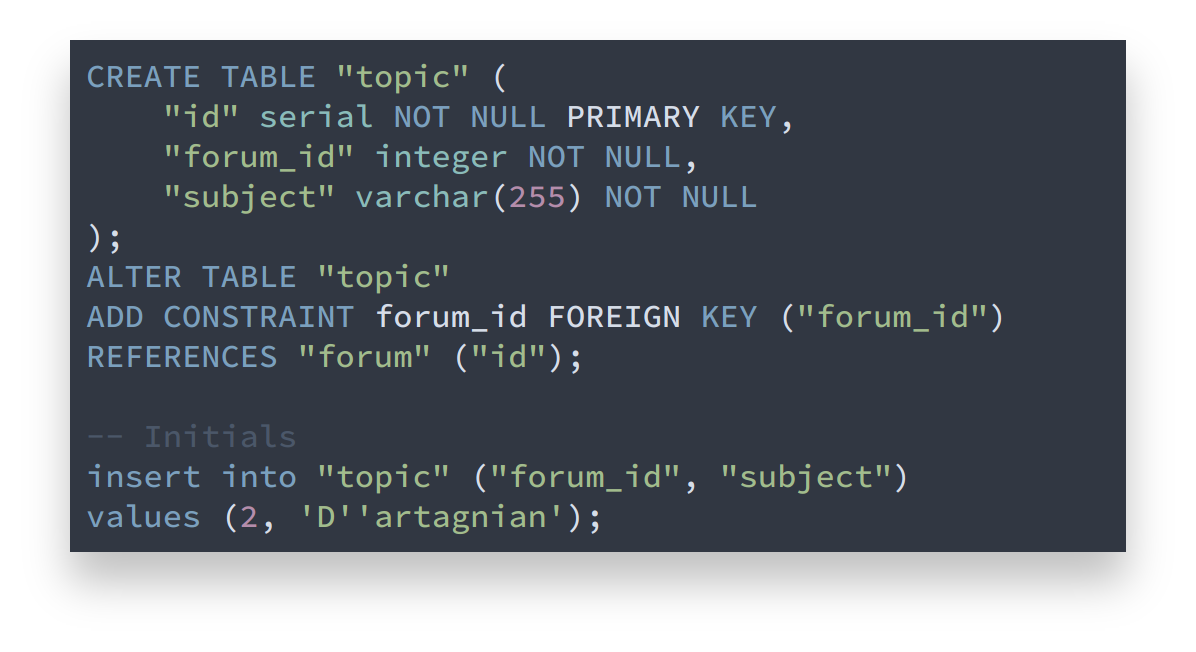 CREATE TABLE "topic" (
    "id" serial NOT NULL PRIMARY KEY,
    "forum_id" integer NOT NULL,
    "subject" varchar(255) NOT NULL
);
ALTER TABLE "topic"
ADD CONSTRAINT forum_id FOREIGN KEY ("forum_id")
REFERENCES "forum" ("id");

-- Initials
insert into "topic" ("forum_id", "subject")
values (2, 'D''artagnian');